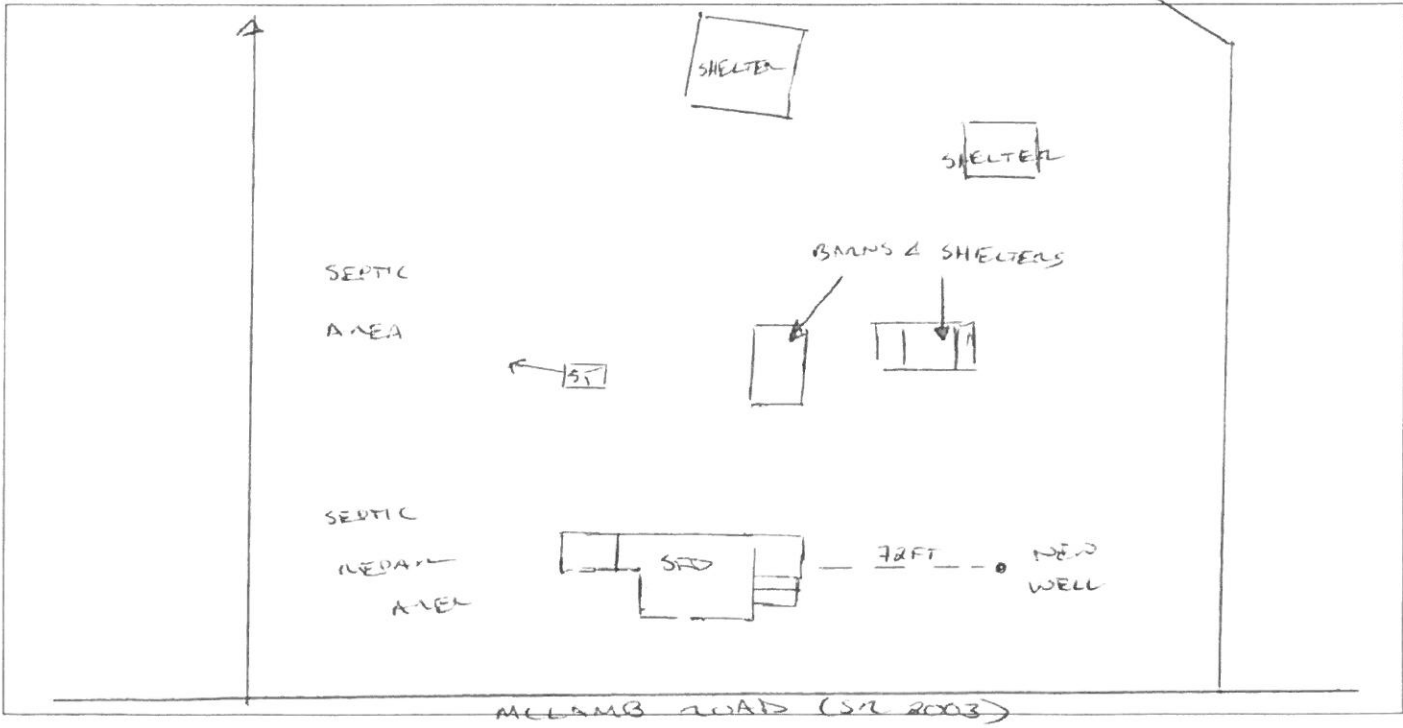 SHELTER
SHELTER
BARNS & SHELTERS
SEPTIC
AREA
ST
SEPTIC
REPAIR
AREA
SFD
72FT
NEW
WELL
MCLAMB ROAD (SR 2003)